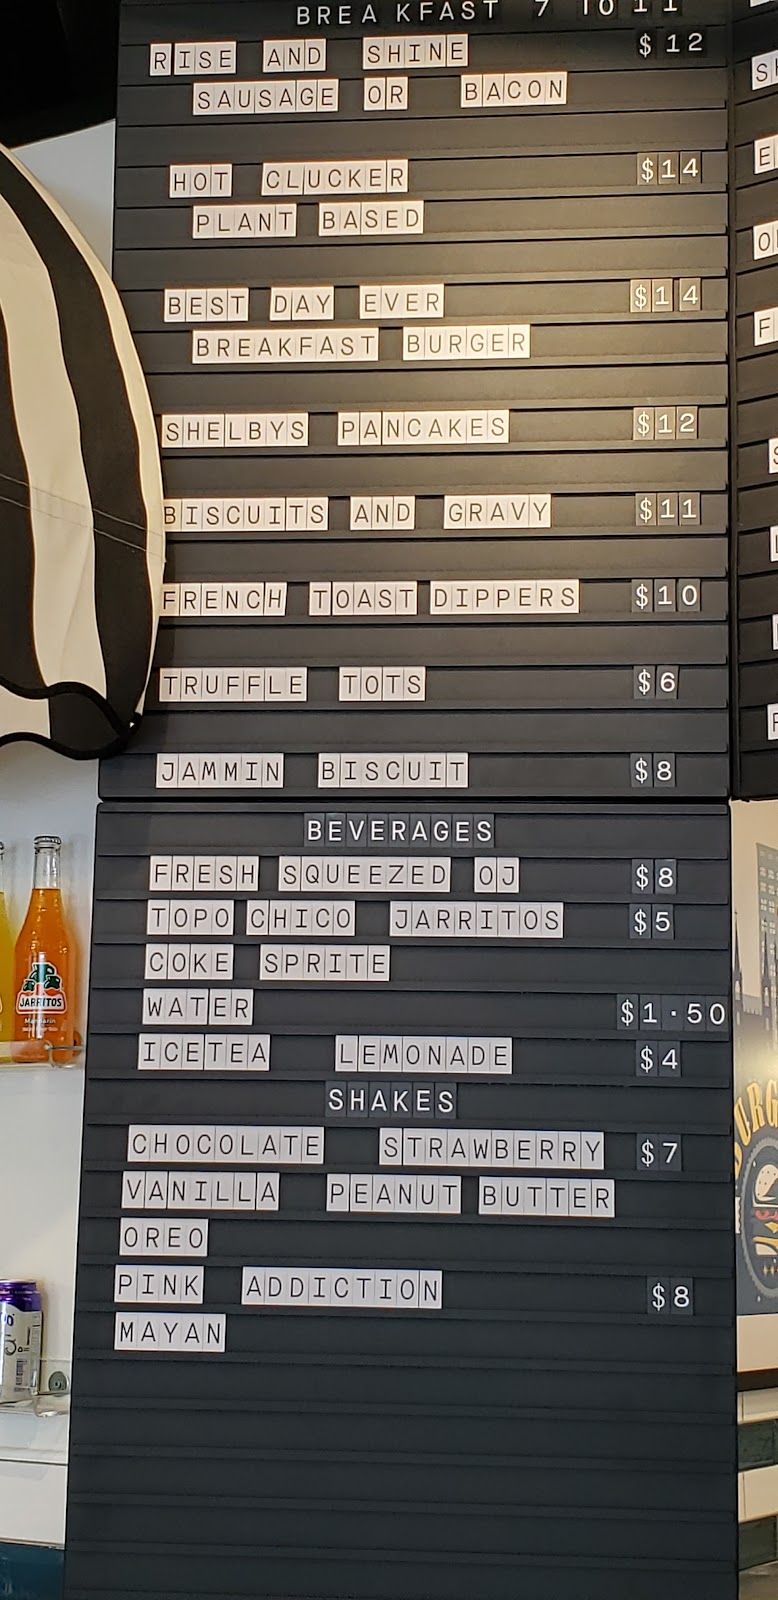 BREAKFAST 7 TO 11
RISE AND SHINE $12
SAUSAGE OR BACON
HOT CLUCKER $14
PLANT BASED
BEST DAY EVER $14
BREAKFAST BURGER
SHELBYS PANCAKES $12
BISCUITS AND GRAVY $11
FRENCH TOAST DIPPERS $10
TRUFFLE TOTS $6
JAMMIN BISCUIT $8
BEVERAGES
FRESH SQUEEZED OJ $8
TOPO CHICO JARRITOS $5
COKE SPRITE
WATER $1.50
ICETEA LEMONADE $4
SHAKES
CHOCOLATE STRAWBERRY $7
VANILLA PEANUT BUTTER
OREO
PINK ADDICTION $8
MAYAN
JARRITOS
Mandarin